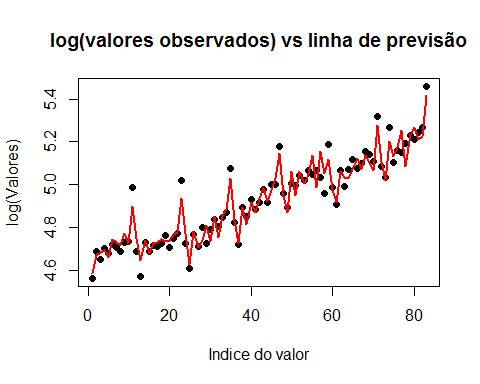 log(valores observados) vs linha de previsão
log(Valores)
5.4
5.2
5.0
4.8
4.6
0 20 40 60 80
Indice do valor